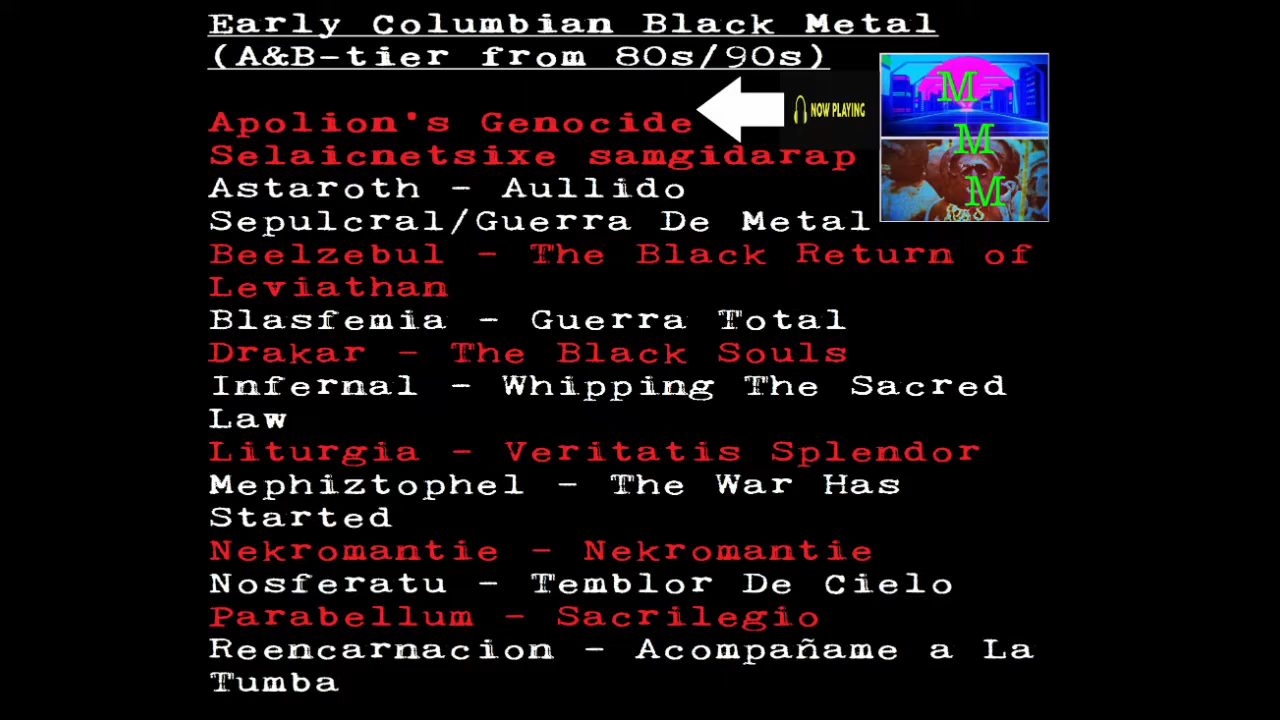 Early Columbian Black Metal
(A&B-tier from 80s/90s)
Apolion's Genocide
Selaicnetsixe samgidarap
Astaroth - Aullido
Sepulcral/Guerra De Metal
Beelzebul - The Black Return of
Leviathan
Blasfemia - Guerra Total
Drakar - The Black Souls
Infernal - Whipping The Sacred
Law
Liturgia - Veritatis Splendor
Mephiztophel - The War Has
Started
Nekromantie - Nekromantie
Nosferatu - Temblor De Cielo
Parabellum - Sacrilegio
Reencarnacion - Acompañame a La
Tumba
NOW PLAYING
M
M
M